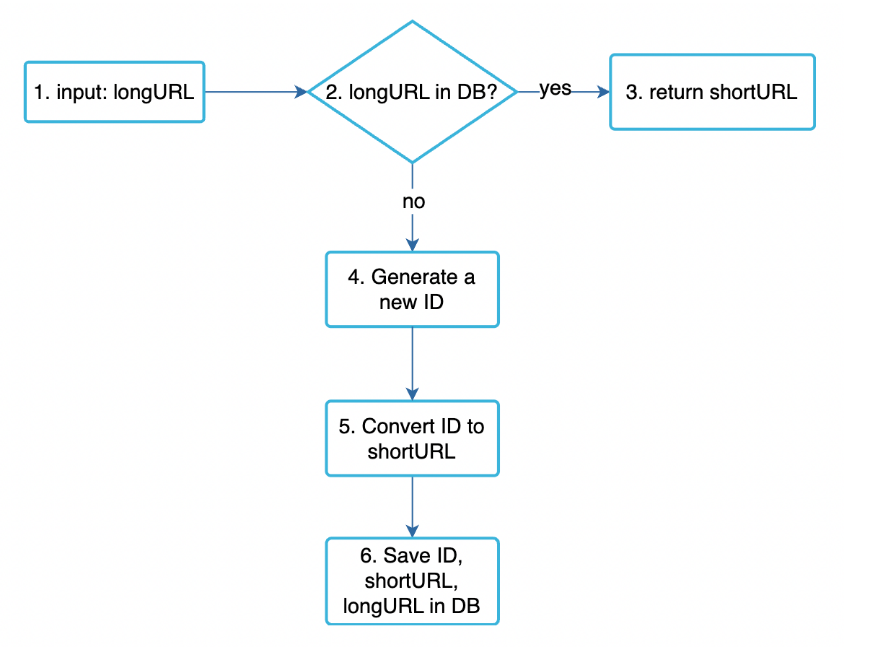 1. input: longURL
2. longURL in DB?
yes
3. return shortURL
no
4. Generate a
new ID
5. Convert ID to
shortURL
6. Save ID,
shortURL,
longURL in DB